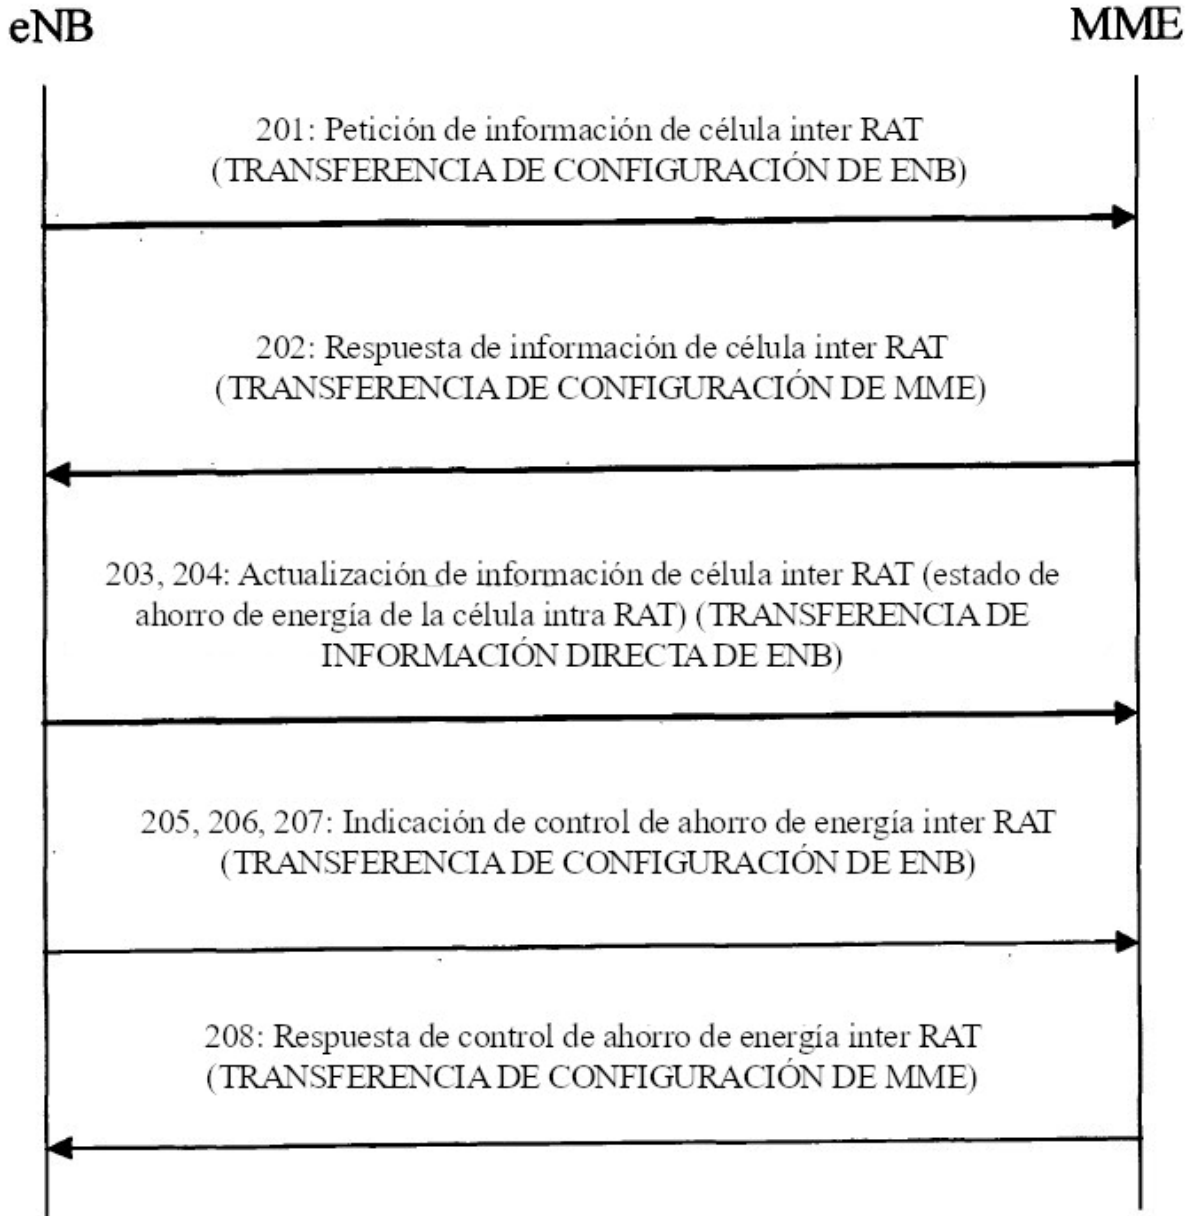 eNB
MME
201: Petición de información de célula inter RAT
(TRANSFERENCIA DE CONFIGURACIÓN DE ENB)
202: Respuesta de información de célula inter RAT
(TRANSFERENCIA DE CONFIGURACIÓN DE MME)
203, 204: Actualización de información de célula inter RAT (estado de
ahorro de energía de la célula intra RAT) (TRANSFERENCIA DE
INFORMACIÓN DIRECTA DE ENB)
205, 206, 207: Indicación de control de ahorro de energía inter RAT
(TRANSFERENCIA DE CONFIGURACIÓN DE ENB)
208: Respuesta de control de ahorro de energía inter RAT
(TRANSFERENCIA DE CONFIGURACIÓN DE MME)